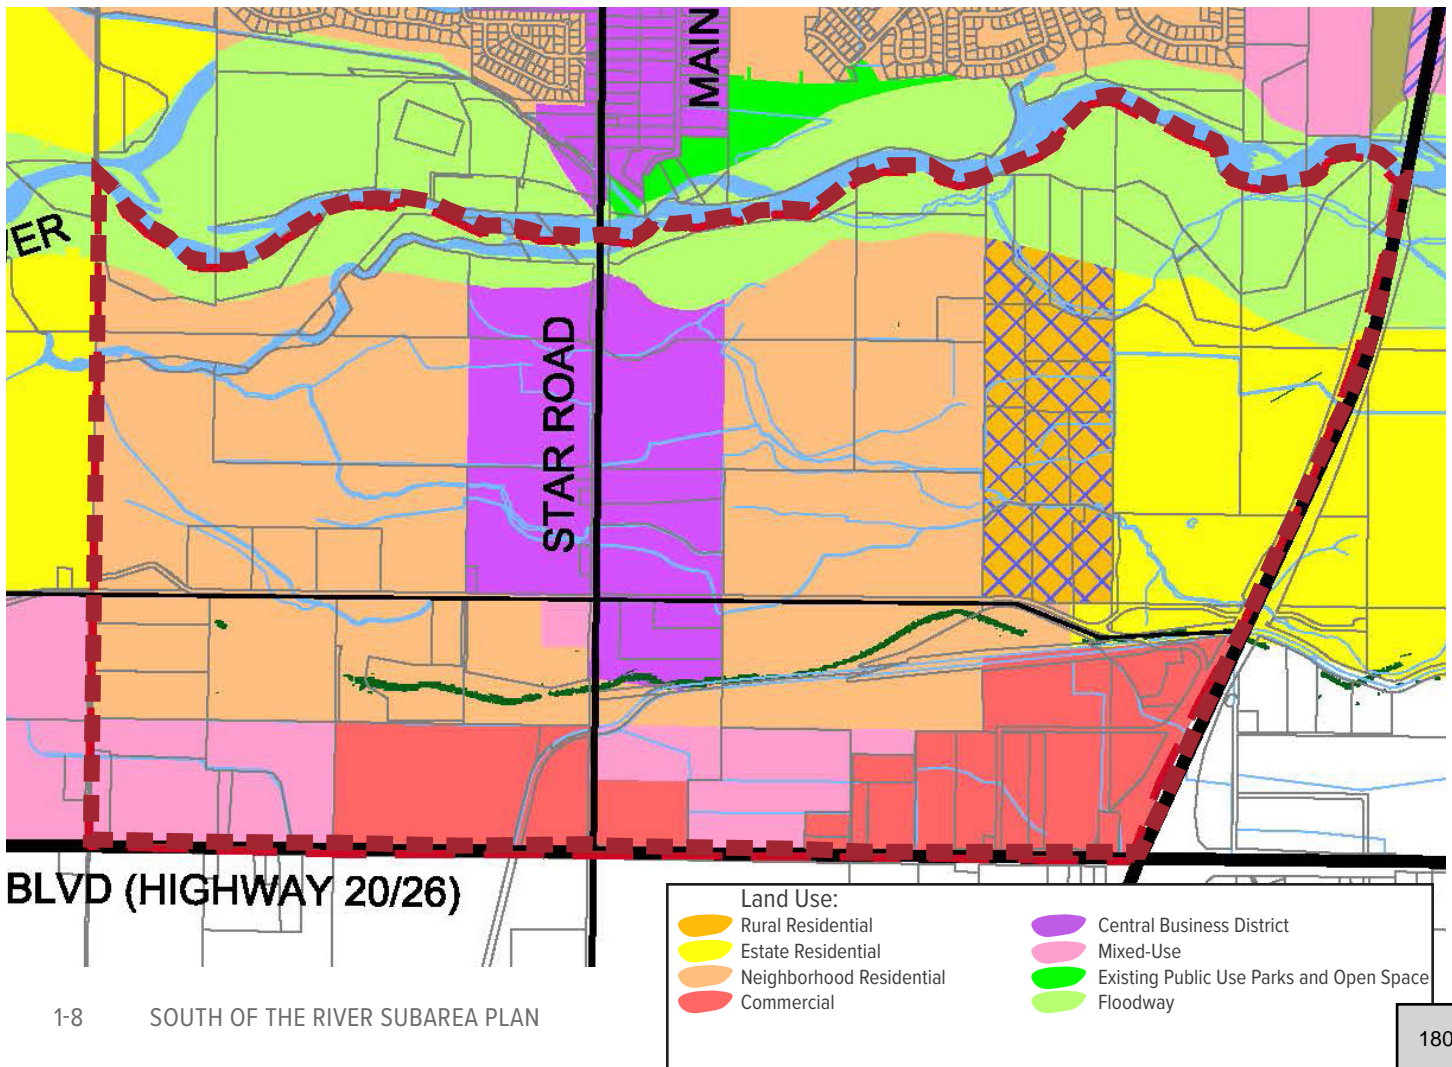 MAIN
ER
STAR ROAD
BLVD (HIGHWAY 20/26)
Land Use:
Rural Residential
Estate Residential
Neighborhood Residential
Commercial
Central Business District
Mixed-Use
Existing Public Use Parks and Open Space
Floodway
1-8 SOUTH OF THE RIVER SUBAREA PLAN
180